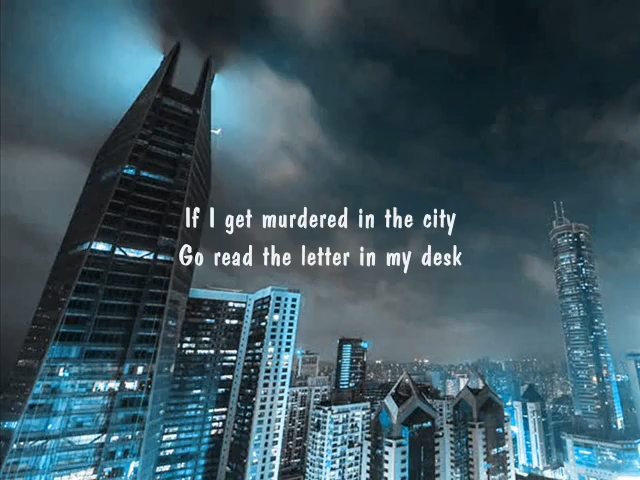 If I get murdered in the city
Go read the letter in my desk